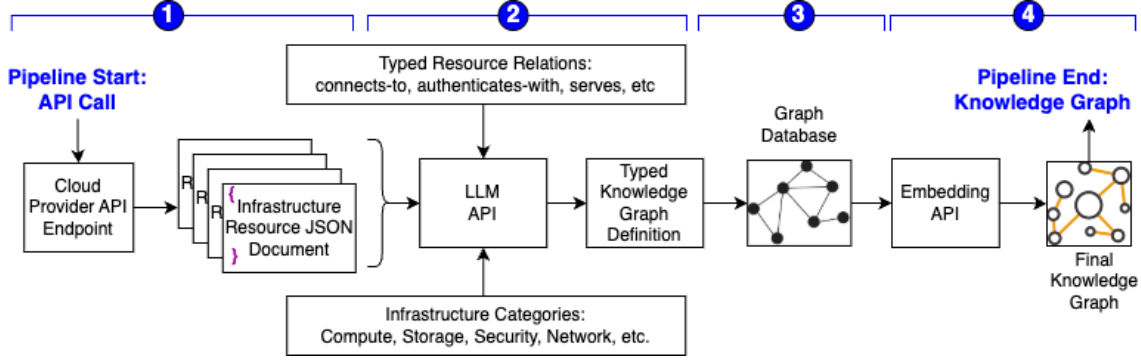 1
2
3
4
Pipeline Start:
API Call
Cloud
Provider API
Endpoint
R
R
R
{
Infrastructure
Resource JSON
Document
}
Typed Resource Relations:
connects-to, authenticates-with, serves, etc
LLM
API
Infrastructure Categories:
Compute, Storage, Security, Network, etc.
Typed
Knowledge
Graph
Definition
Graph
Database
Embedding
API
Pipeline End:
Knowledge Graph
Final
Knowledge
Graph